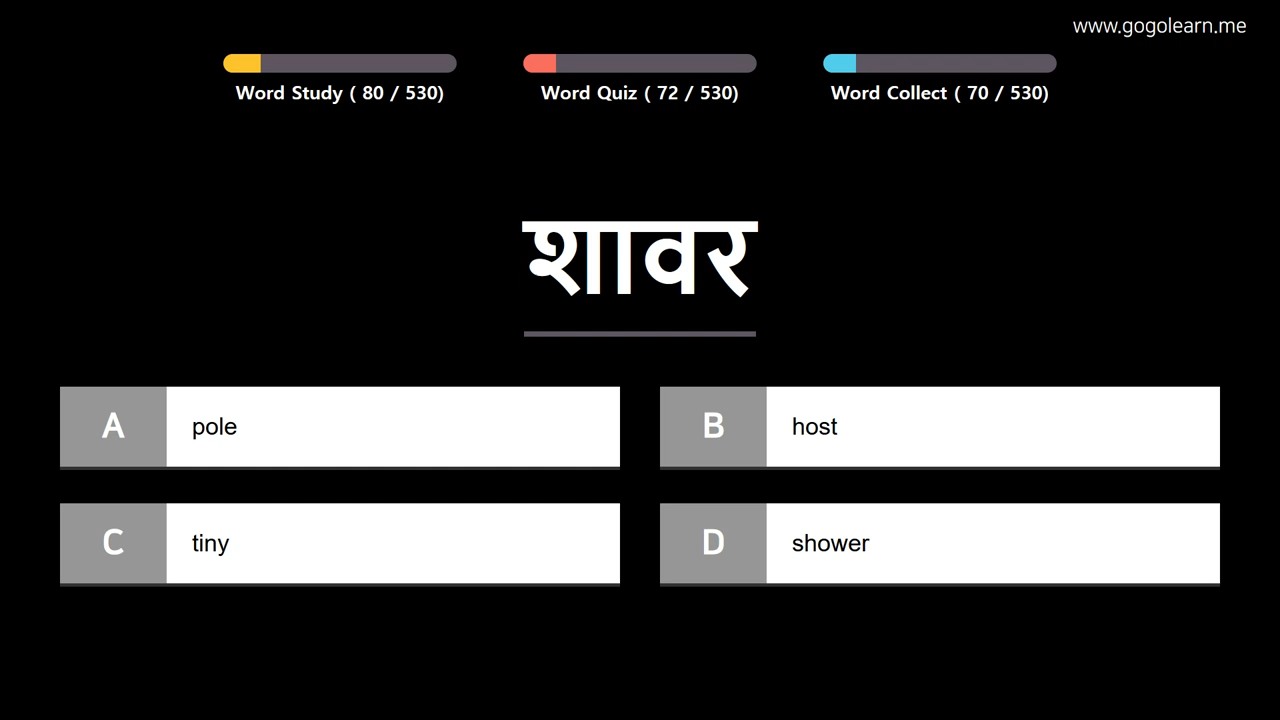 www.gogolearn.me
Word Study ( 80 / 530)
Word Quiz ( 72 / 530)
Word Collect ( 70 / 530)
शावर
A pole
B host
C tiny
D shower